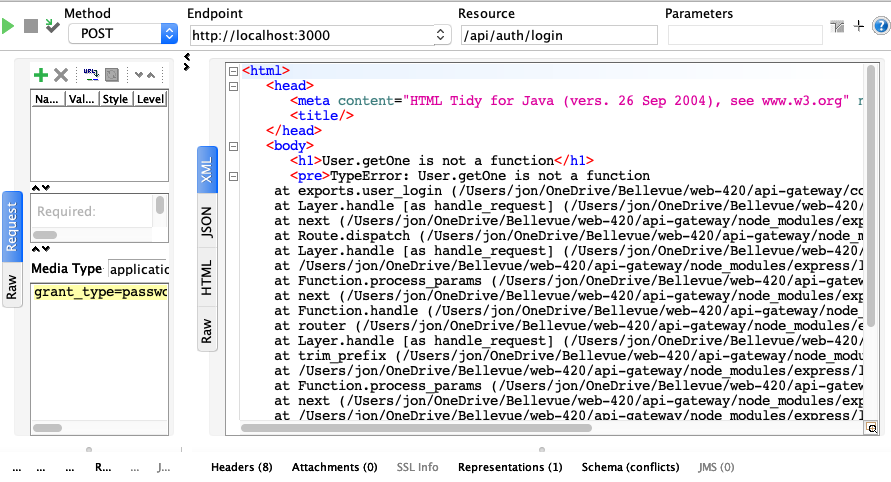 Method
Endpoint
Resource
Parameters
POST
http://localhost:3000
/api/auth/login
Na...
Val...
Style
Level
Required:
Media Type
applicatio
grant_type=passwo
Request
Raw
XML
JSON
HTML
Raw
<html>
<head>
<meta content="HTML Tidy for Java (vers. 26 Sep 2004), see www.w3.org"
<title/>
</head>
<body>
<h1>User.getOne is not a function</h1>
<pre>TypeError: User.getOne is not a function
at exports.user_login (/Users/jon/OneDrive/Bellevue/web-420/api-gateway/co
at Layer.handle [as handle_request] (/Users/jon/OneDrive/Bellevue/web-420/
at next (/Users/jon/OneDrive/Bellevue/web-420/api-gateway/node_modules/exp
at Route.dispatch (/Users/jon/OneDrive/Bellevue/web-420/api-gateway/node_m
at Layer.handle [as handle_request] (/Users/jon/OneDrive/Bellevue/web-420/
at /Users/jon/OneDrive/Bellevue/web-420/api-gateway/node_modules/express/l
at Function.process_params (/Users/jon/OneDrive/Bellevue/web-420/api-gatew
at next (/Users/jon/OneDrive/Bellevue/web-420/api-gateway/node_modules/exp
at Function.handle (/Users/jon/OneDrive/Bellevue/web-420/api-gateway/node_
at router (/Users/jon/OneDrive/Bellevue/web-420/api-gateway/node_modules/e
at Layer.handle [as handle_request] (/Users/jon/OneDrive/Bellevue/web-420/
at trim_prefix (/Users/jon/OneDrive/Bellevue/web-420/api-gateway/node_modu
at /Users/jon/OneDrive/Bellevue/web-420/api-gateway/node_modules/express/l
at Function.process_params (/Users/jon/OneDrive/Bellevue/web-420/api-gatew
at next (/Users/jon/OneDrive/Bellevue/web-420/api-gateway/node_modules/exp
at /Users/jon/OneDrive/Bellevue/web-420/api-gateway/node_modules/express/l
... ... ... R... ... J...
Headers (8)
Attachments (0)
SSL Info
Representations (1)
Schema (conflicts)
JMS (0)